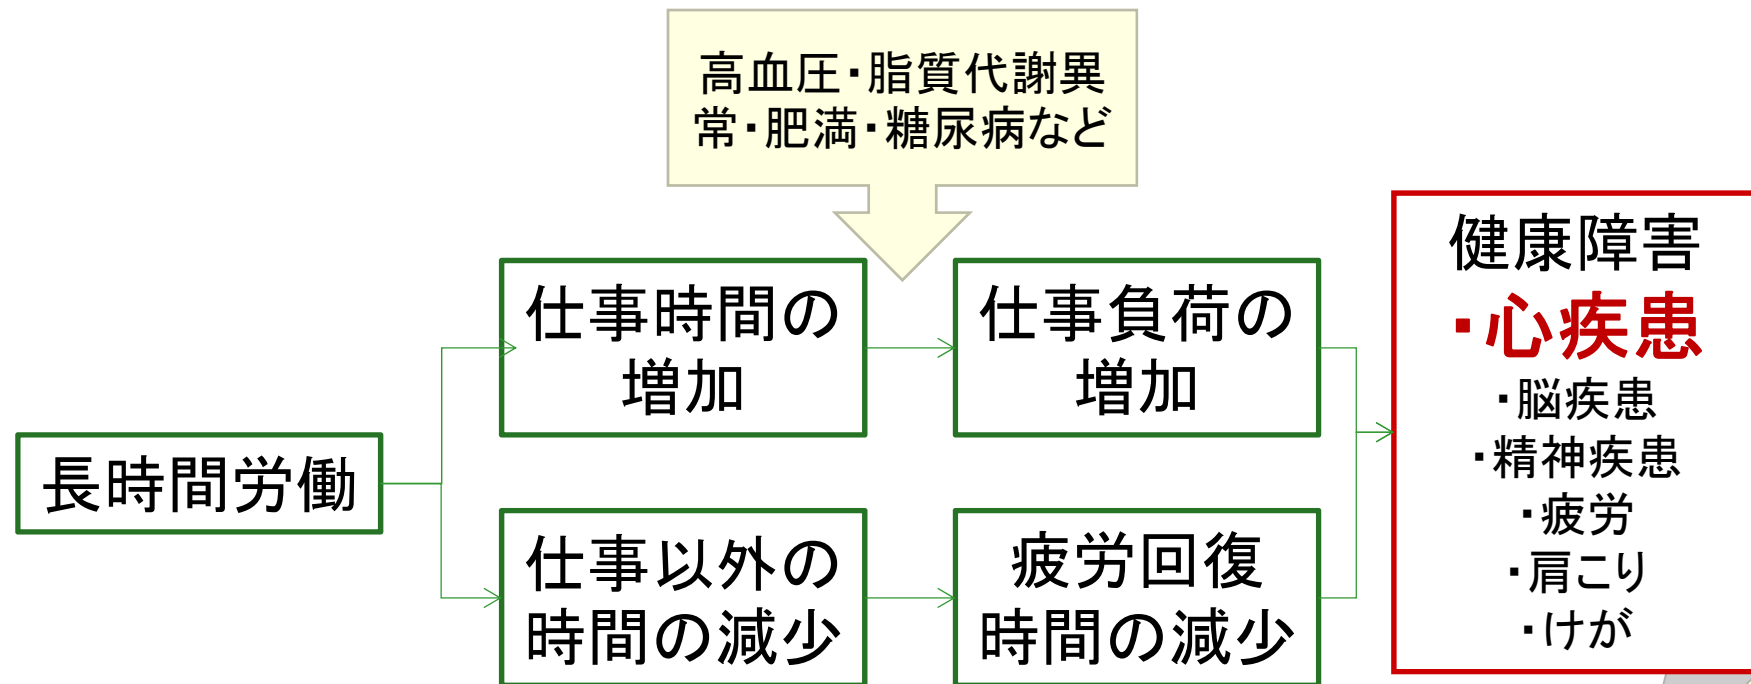 高血圧・脂質代謝異
常・肥満・糖尿病など
長時間労働
仕事時間の
増加
仕事負荷の
増加
仕事以外の
時間の減少
疲労回復
時間の減少
健康障害
・心疾患
・脳疾患
・精神疾患
・疲労
・肩こり
・けが